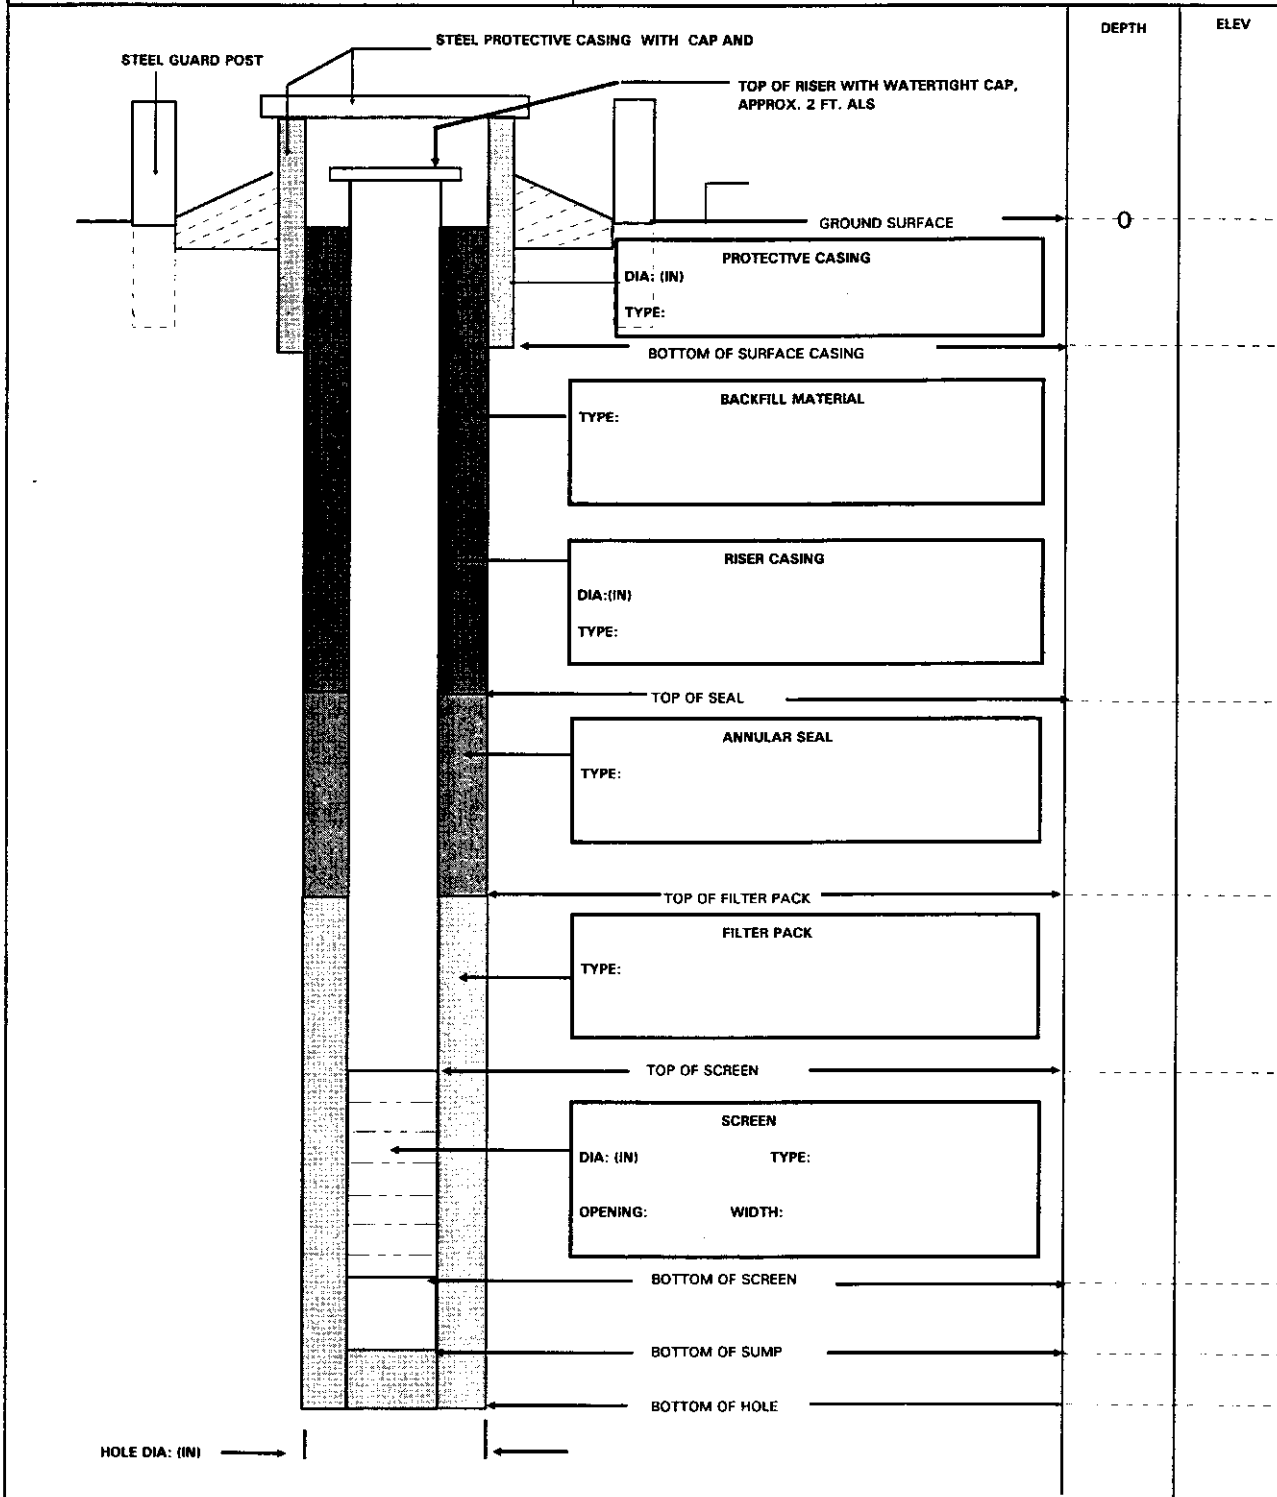 DEPTH
ELEV
STEEL PROTECTIVE CASING WITH CAP AND
STEEL GUARD POST
TOP OF RISER WITH WATERTIGHT CAP,
APPROX. 2 FT. ALS
GROUND SURFACE
0
PROTECTIVE CASING
DIA: (IN)
TYPE:
BOTTOM OF SURFACE CASING
BACKFILL MATERIAL
TYPE:
RISER CASING
DIA:(IN)
TYPE:
TOP OF SEAL
ANNULAR SEAL
TYPE:
TOP OF FILTER PACK
FILTER PACK
TYPE:
TOP OF SCREEN
SCREEN
DIA: (IN) TYPE:
OPENING: WIDTH:
BOTTOM OF SCREEN
BOTTOM OF SUMP
BOTTOM OF HOLE
HOLE DIA: (IN)